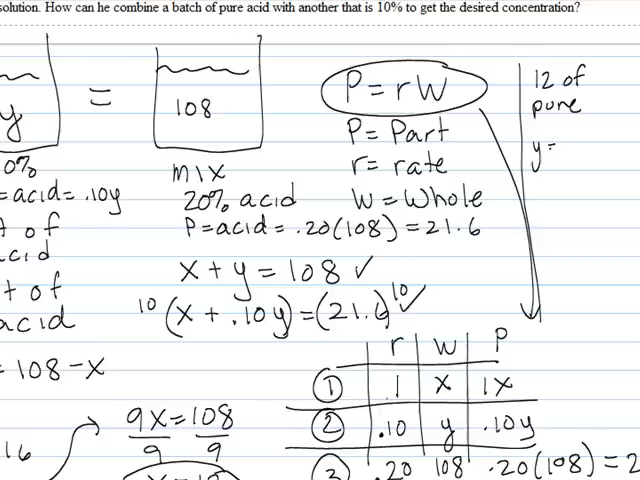 solution. How can he combine a batch of pure acid with another that is 10% to get the desired concentration?
y = 108
0%
= acid = .10y
t of
acid
t of
acid
= 108 - x
16
mix
20% acid
P = acid = .20(108) = 21.6
x + y = 108 ✓
10 (x + .10y) = (21.6)10 ✓
9x = 108
9 9
P = rW
P = Part
r = rate
W = Whole
12 of
pure
y =
r W P
1 .1 x 1x
2 .10 y .10y
3 .20 108 .20(108) = 2